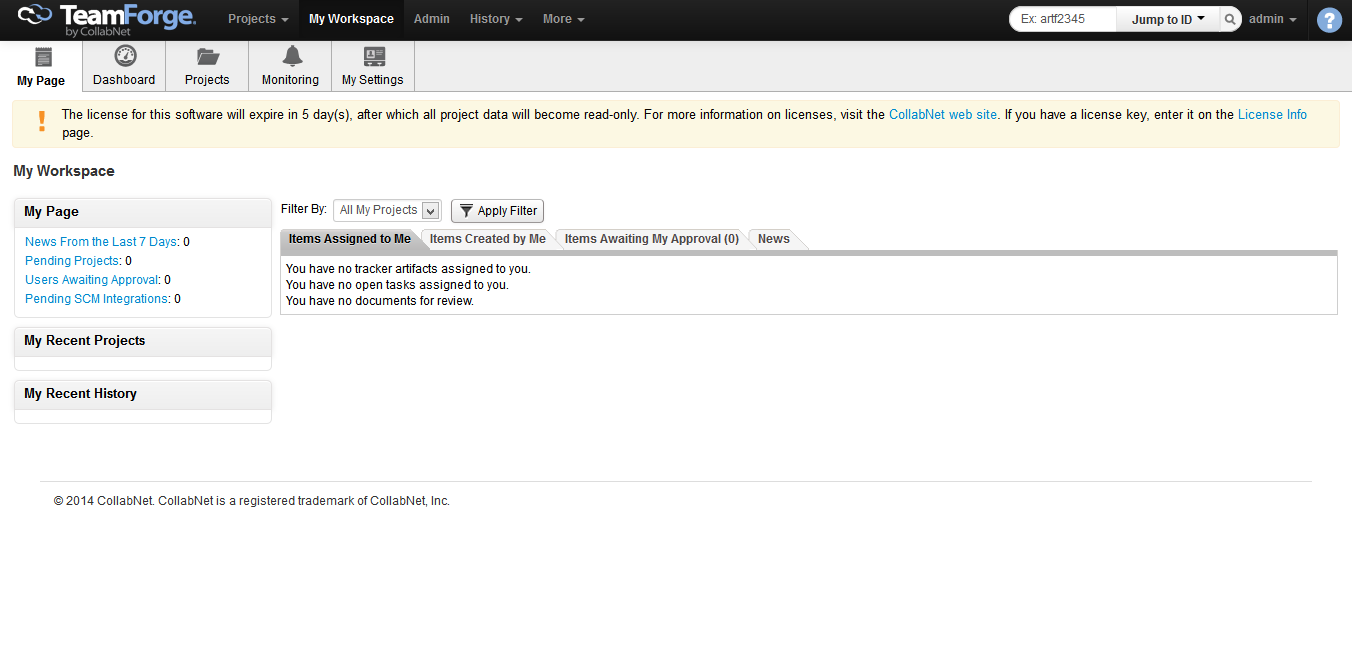 TeamForge.
by CollabNet
Projects
My Workspace
Admin
History
More
Ex: artf2345
Jump to ID
admin
?
My Page
Dashboard
Projects
Monitoring
My Settings
! The license for this software will expire in 5 day(s), after which all project data will become read-only. For more information on licenses, visit the CollabNet web site. If you have a license key, enter it on the License Info
page.
My Workspace
My Page
News From the Last 7 Days: 0
Pending Projects: 0
Users Awaiting Approval: 0
Pending SCM Integrations: 0
My Recent Projects
My Recent History
Filter By: All My Projects Apply Filter
Items Assigned to Me
Items Created by Me
Items Awaiting My Approval (0)
News
You have no tracker artifacts assigned to you.
You have no open tasks assigned to you.
You have no documents for review.
© 2014 CollabNet. CollabNet is a registered trademark of CollabNet, Inc.